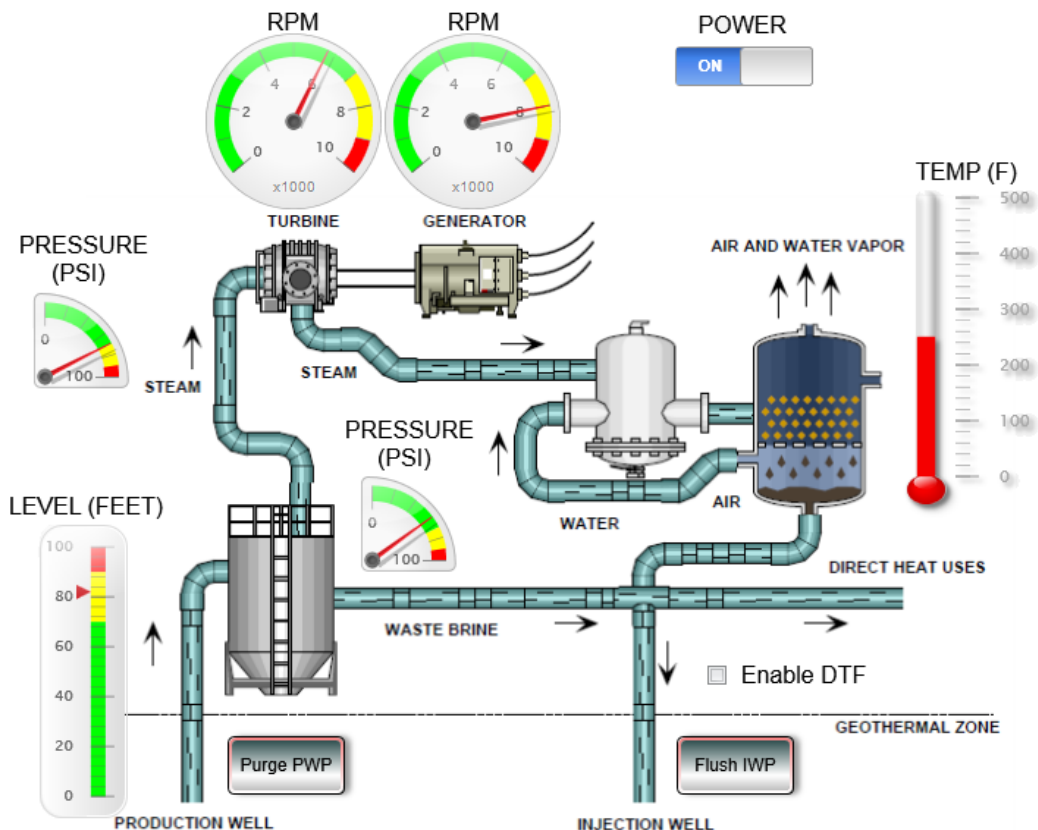 RPM
RPM
POWER
ON
0
2
4
6
8
10
x1000
0
2
4
6
8
10
x1000
TURBINE
GENERATOR
TEMP (F)
500
400
300
200
100
0
PRESSURE
(PSI)
0
100
AIR AND WATER VAPOR
STEAM
STEAM
PRESSURE
(PSI)
0
100
LEVEL (FEET)
100
80
60
40
20
0
WATER
AIR
DIRECT HEAT USES
WASTE BRINE
Enable DTF
GEOTHERMAL ZONE
Purge PWP
Flush IWP
PRODUCTION WELL
INJECTION WELL